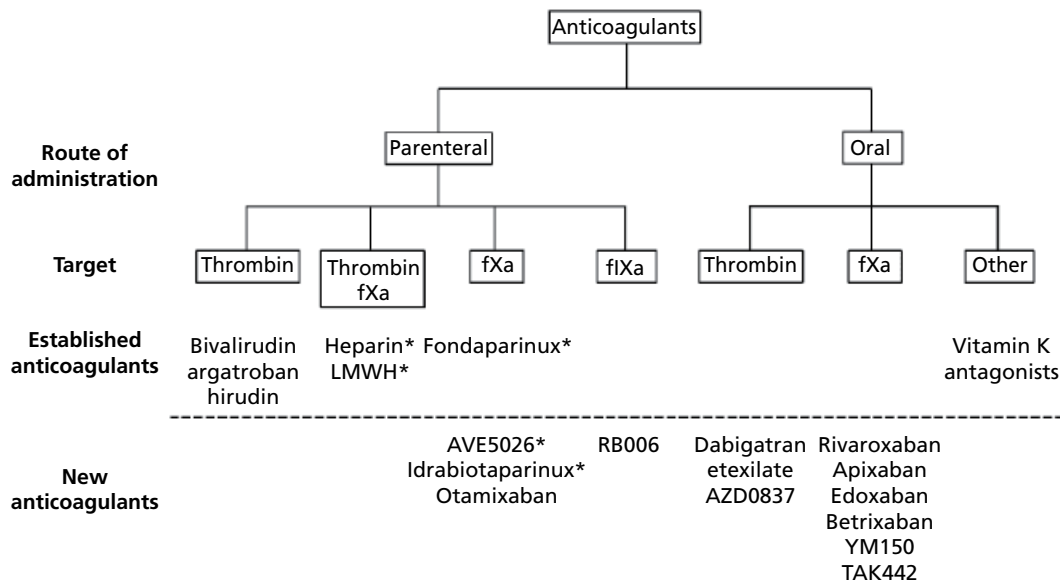 Anticoagulants
Route of
administration
Parenteral
Oral
Target
Thrombin
Thrombin
fXa
fXa
fIXa
Thrombin
fXa
Other
Established
anticoagulants
Bivalirudin
argatroban
hirudin
Heparin*
LMWH*
Fondaparinux*
Vitamin K
antagonists
New
anticoagulants
AVE5026*
Idrabiotaparinux*
Otamixaban
RB006
Dabigatran
etexilate
AZD0837
Rivaroxaban
Apixaban
Edoxaban
Betrixaban
YM150
TAK442